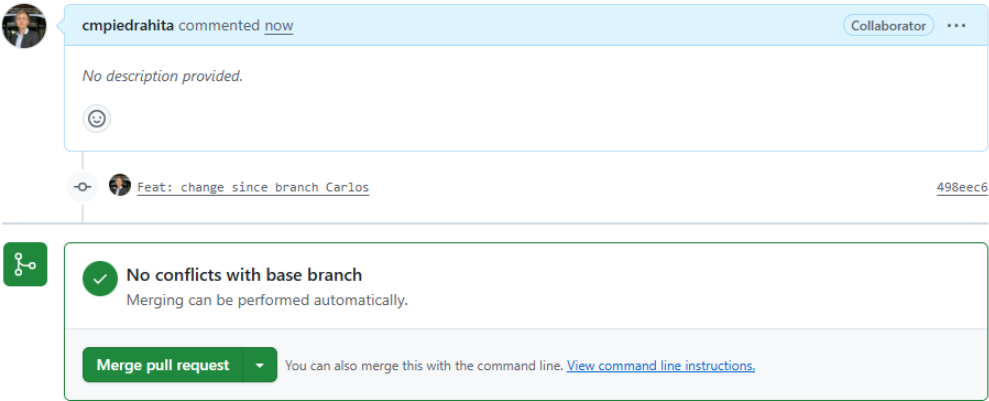 cmpiedrahita commented now
Collaborator
No description provided.
Feat: change since branch Carlos
498eec6
No conflicts with base branch
Merging can be performed automatically.
Merge pull request
You can also merge this with the command line. View command line instructions.